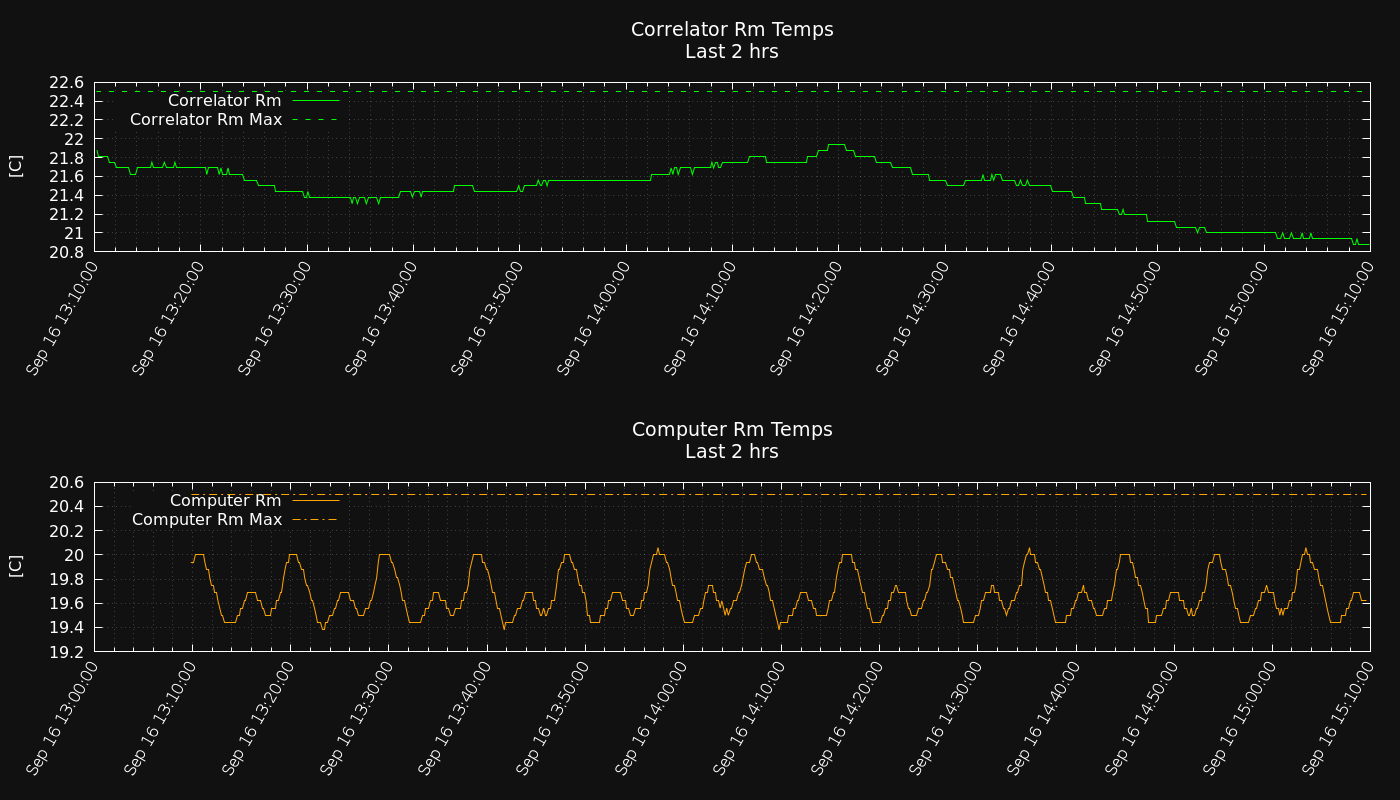 Correlator Rm Temps
Last 2 hrs
22.6
22.4
22.2
22
21.8
21.6
21.4
21.2
21
20.8
[C]
Correlator Rm
Correlator Rm Max
Sep 16 13:10:00
Sep 16 13:20:00
Sep 16 13:30:00
Sep 16 13:40:00
Sep 16 13:50:00
Sep 16 14:00:00
Sep 16 14:10:00
Sep 16 14:20:00
Sep 16 14:30:00
Sep 16 14:40:00
Sep 16 14:50:00
Sep 16 15:00:00
Sep 16 15:10:00
Computer Rm Temps
Last 2 hrs
20.6
20.4
20.2
20
19.8
19.6
19.4
19.2
[C]
Computer Rm
Computer Rm Max
Sep 16 13:00:00
Sep 16 13:10:00
Sep 16 13:20:00
Sep 16 13:30:00
Sep 16 13:40:00
Sep 16 13:50:00
Sep 16 14:00:00
Sep 16 14:10:00
Sep 16 14:20:00
Sep 16 14:30:00
Sep 16 14:40:00
Sep 16 14:50:00
Sep 16 15:00:00
Sep 16 15:10:00